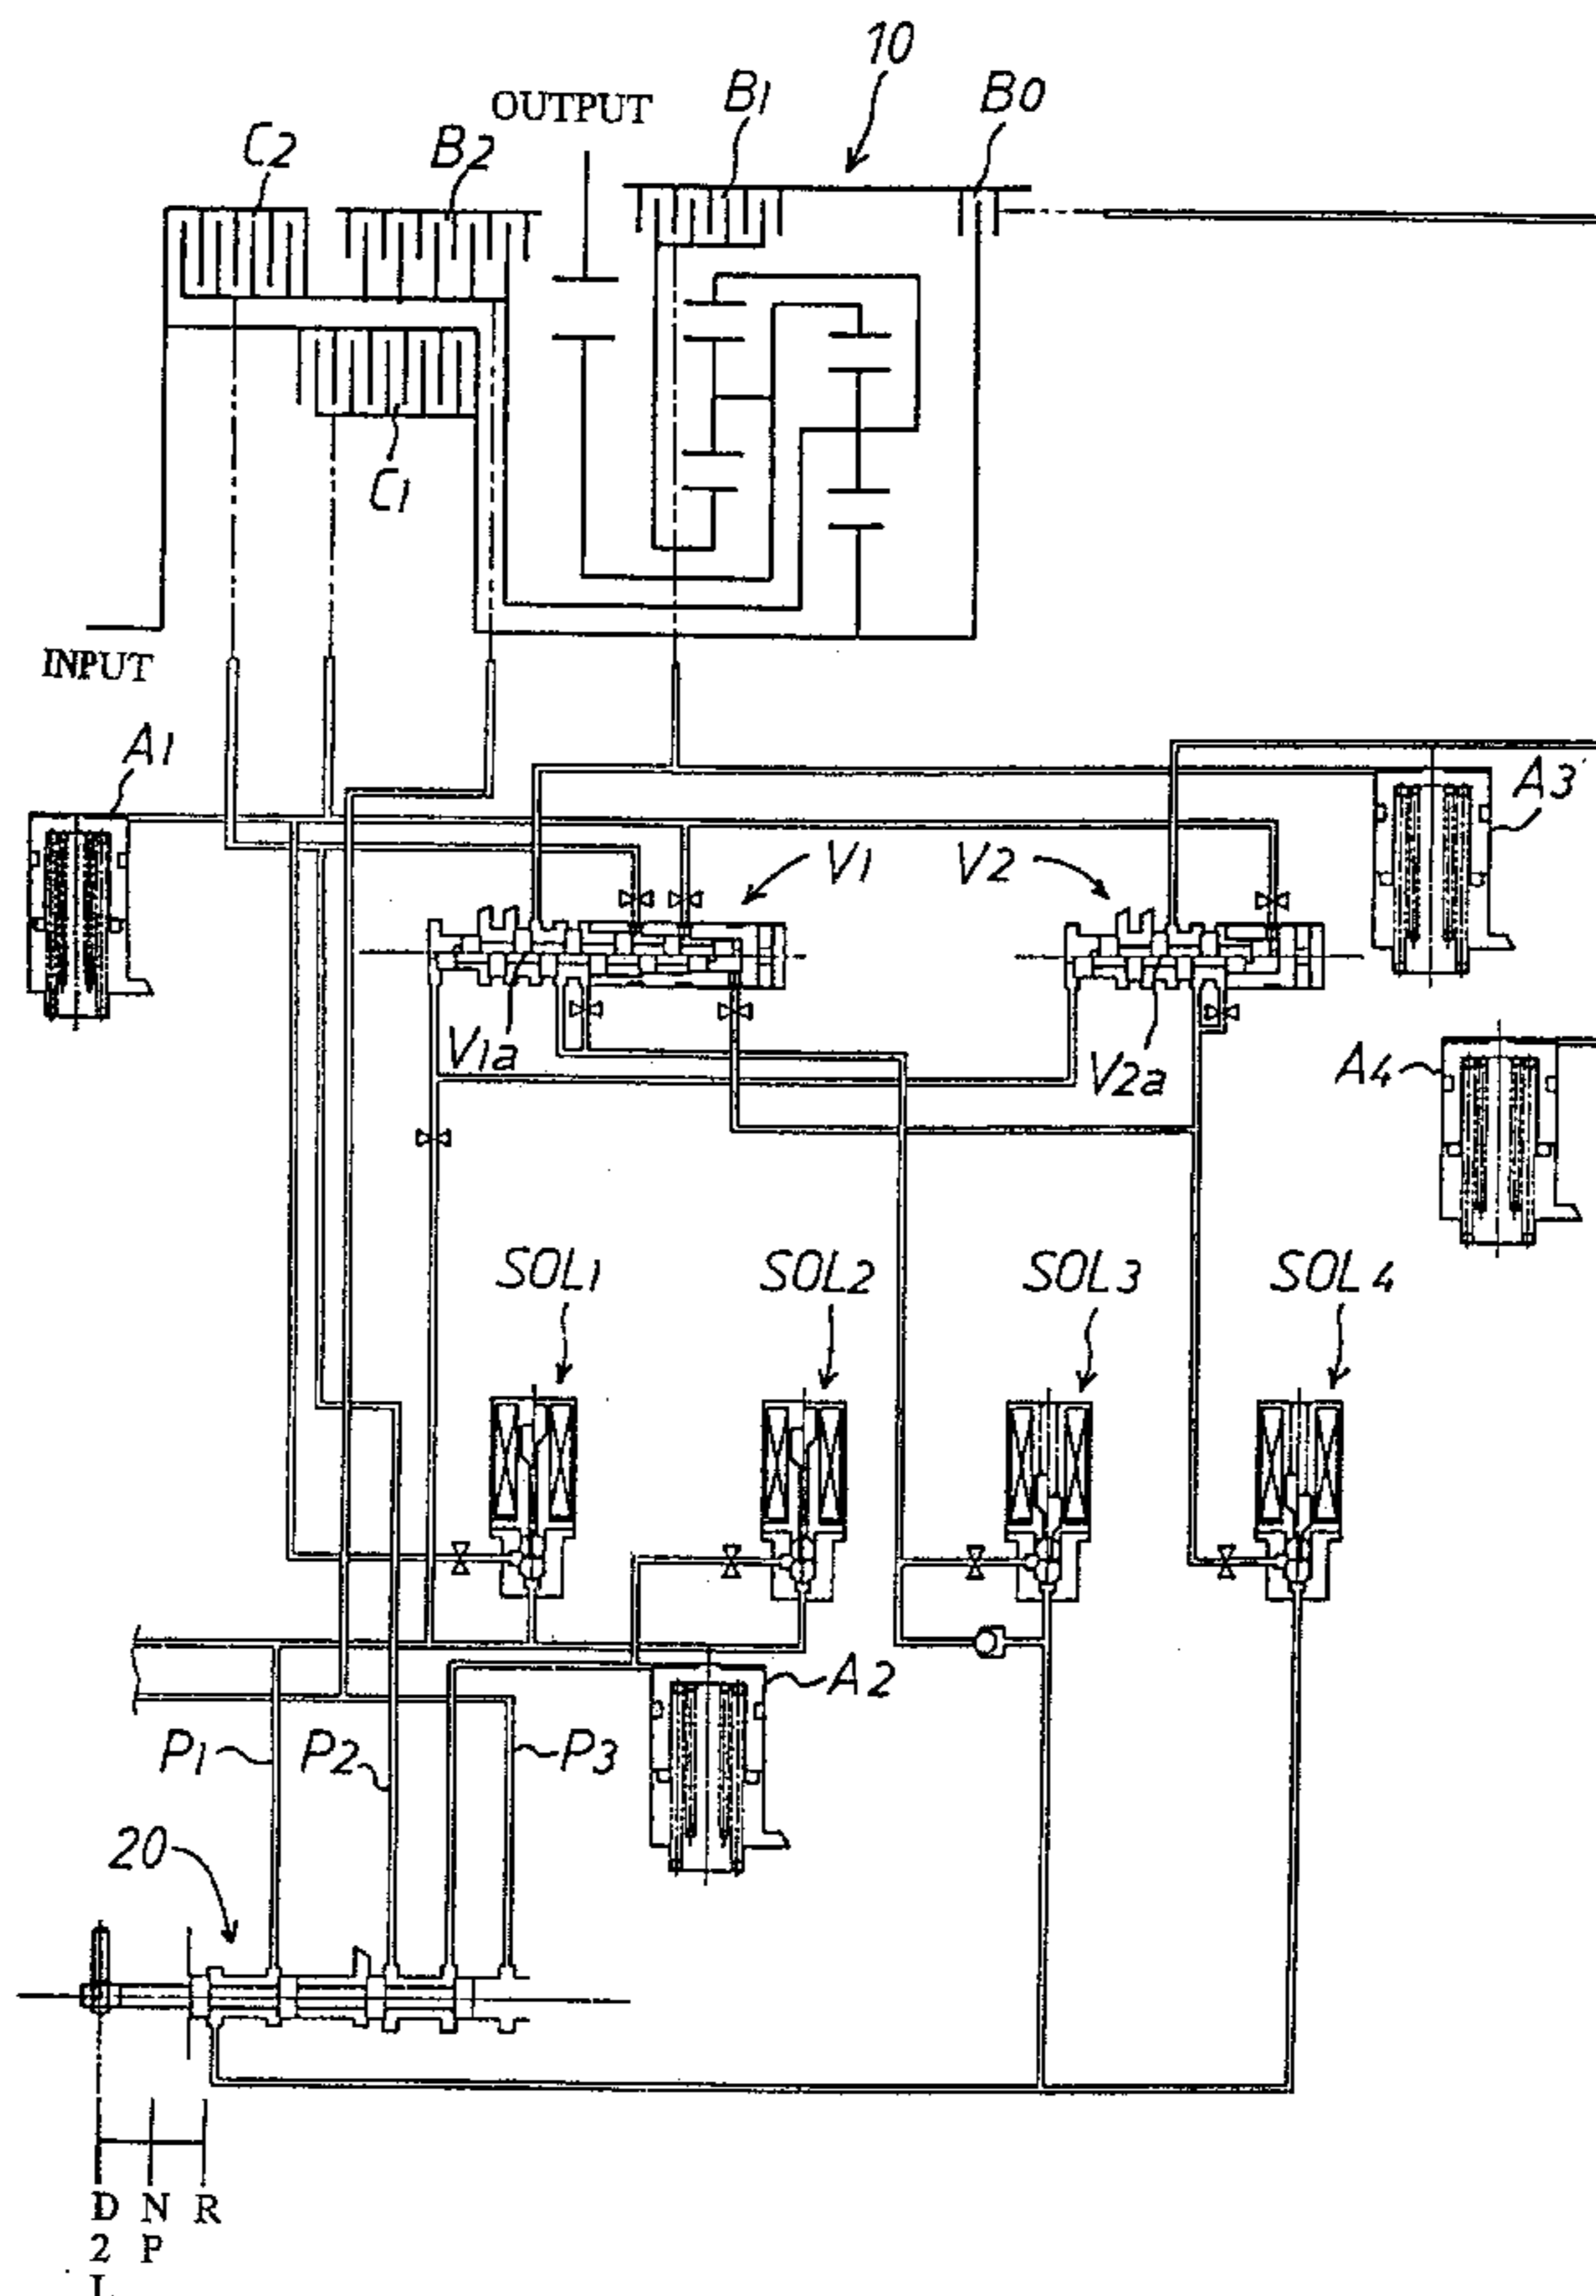 10
OUTPUT
B1
B0
C2
B2
C1
INPUT
A1
A3
V1
V2
V1a
V2a
A4
SOL1
SOL2
SOL3
SOL4
A2
P1
P2
P3
20
D N R
2 P
L